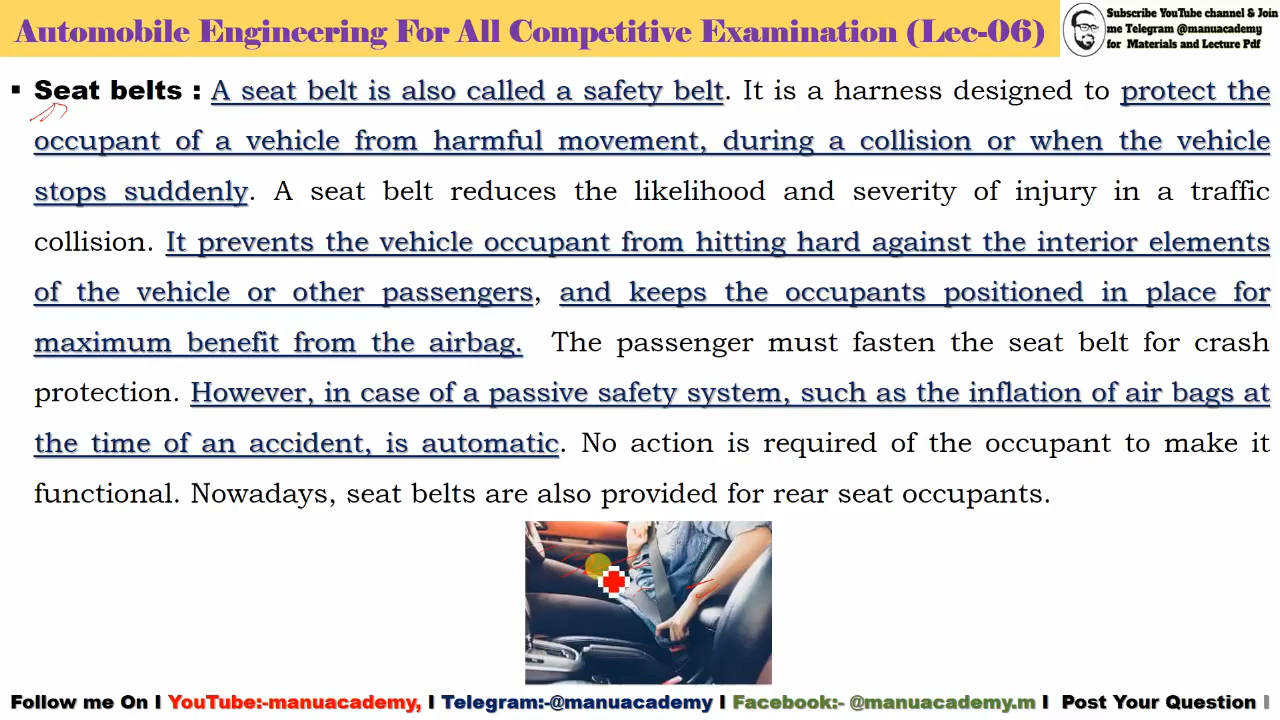 Automobile Engineering For All Competitive Examination (Lec-06)
Subscribe YouTube channel & Join
me Telegram @manuacademy
for Materials and Lecture Pdf
▪ Seat belts : A seat belt is also called a safety belt. It is a harness designed to protect the
occupant of a vehicle from harmful movement, during a collision or when the vehicle
stops suddenly. A seat belt reduces the likelihood and severity of injury in a traffic
collision. It prevents the vehicle occupant from hitting hard against the interior elements
of the vehicle or other passengers, and keeps the occupants positioned in place for
maximum benefit from the airbag. The passenger must fasten the seat belt for crash
protection. However, in case of a passive safety system, such as the inflation of air bags at
the time of an accident, is automatic. No action is required of the occupant to make it
functional. Nowadays, seat belts are also provided for rear seat occupants.
Follow me On I YouTube:-manuacademy, I Telegram:-@manuacademy I Facebook:- @manuacademy.m I Post Your Question I